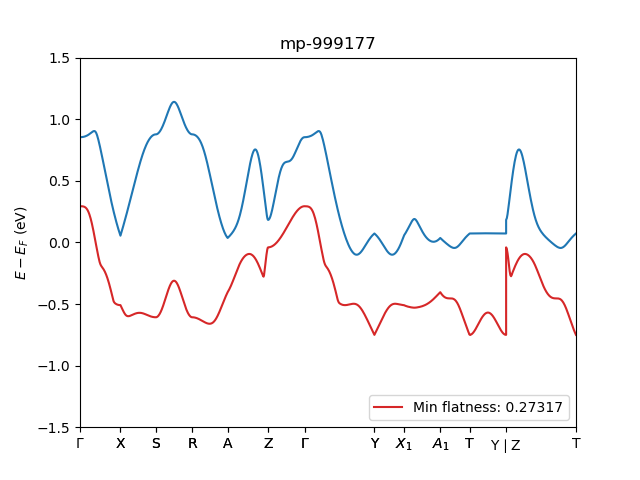 mp-999177
E − E_F (eV)
1.5
1.0
0.5
0.0
−0.5
−1.0
−1.5
Min flatness: 0.27317
Γ X S R A Z Γ Y X₁ A₁ T Y | Z T